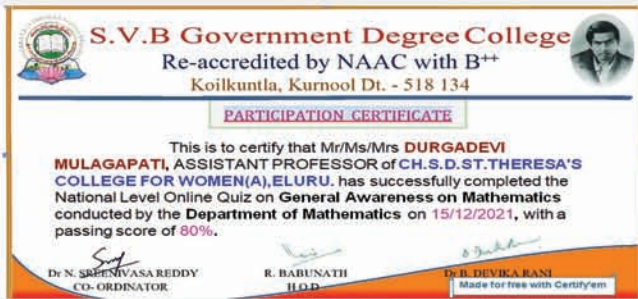 S.V.B Government Degree College
Re-accredited by NAAC with B++
Koilkuntla, Kurnool Dt. - 518 134
PARTICIPATION CERTIFICATE
This is to certify that Mr/Ms/Mrs DURGADEVI
MULAGAPATI, ASSISTANT PROFESSOR of CH.S.D.ST.THERESA'S
COLLEGE FOR WOMEN(A),ELURU. has successfully completed the
National Level Online Quiz on General Awareness on Mathematics
conducted by the Department of Mathematics on 15/12/2021, with a
passing score of 80%.
Dr N. SREENIVASA REDDY R. BABUNATH Dr B. DEVIKA RANI
CO- ORDINATOR H O D
Made for free with Certify'em